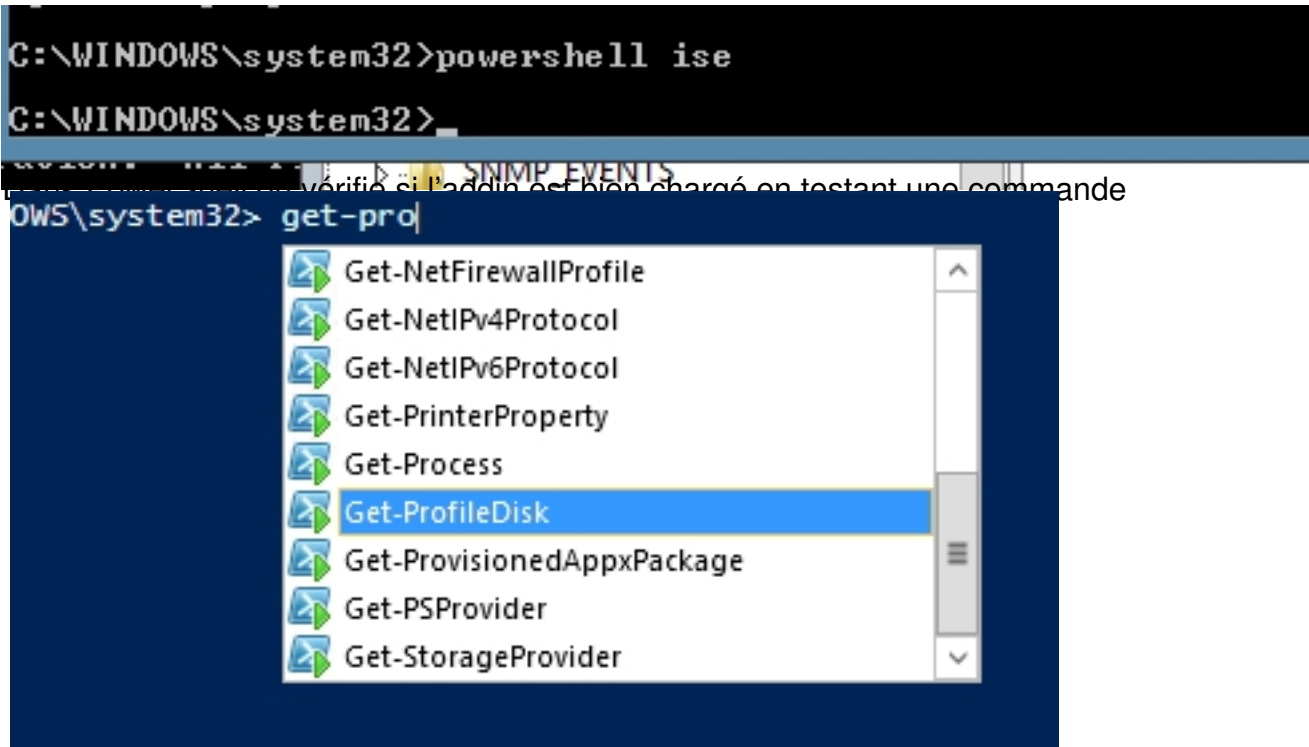 C:\WINDOWS\system32>powershell ise
C:\WINDOWS\system32>_
SNMP_EVENTS
vérifie si l'addin est bien chargé en testant une commande
OWS\system32> get-pro
Get-NetFirewallProfile
Get-NetIPv4Protocol
Get-NetIPv6Protocol
Get-PrinterProperty
Get-Process
Get-ProfileDisk
Get-ProvisionedAppxPackage
Get-PSProvider
Get-StorageProvider